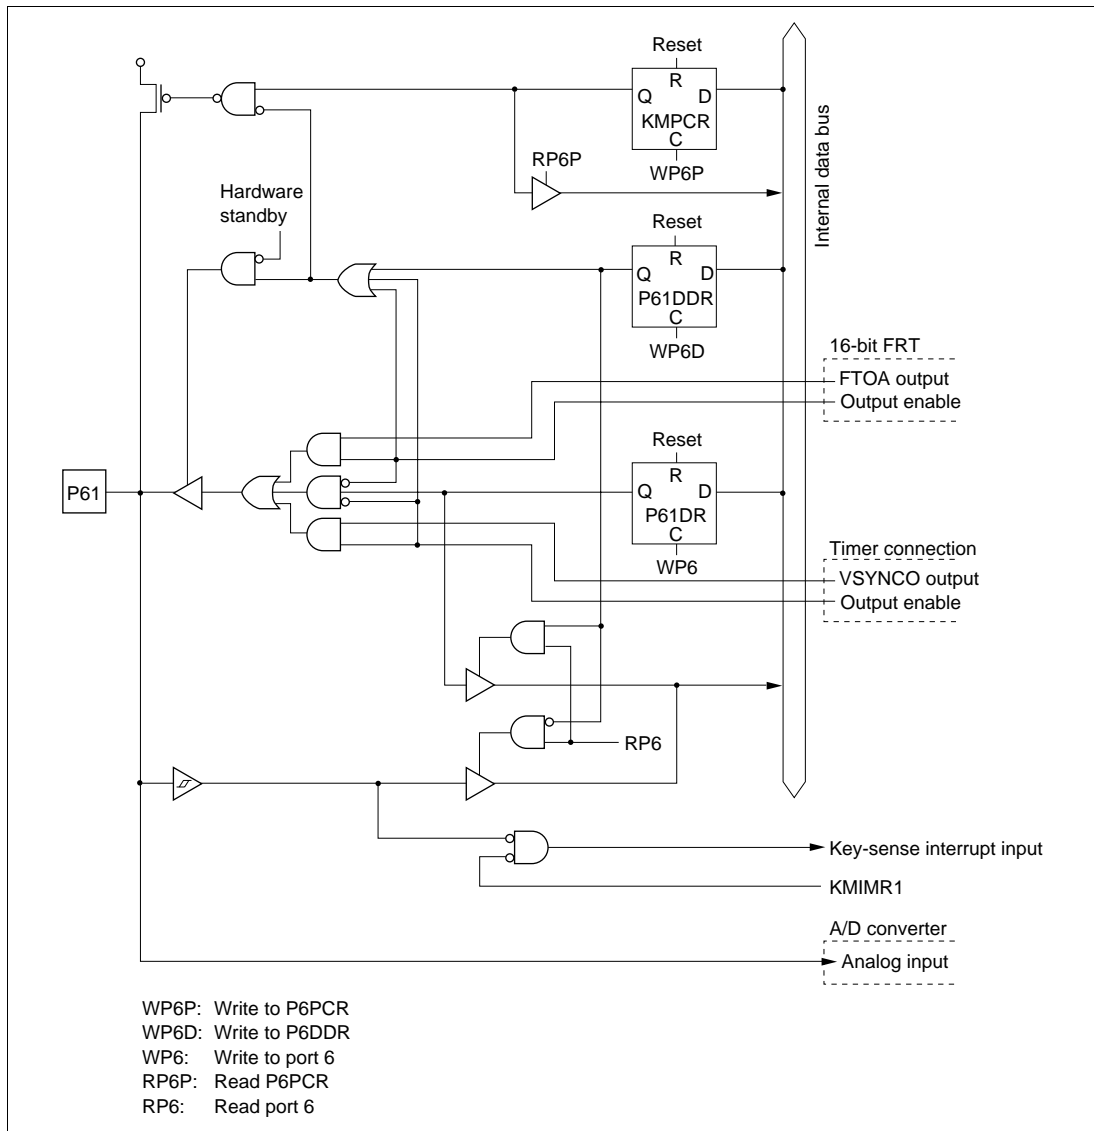 Reset
R
Q D
KMPCR
C
WP6P
RP6P
Internal data bus
Hardware
standby
Reset
R
Q D
P61DDR
C
WP6D
16-bit FRT
FTOA output
Output enable
Reset
R
Q D
P61DR
C
WP6
P61
Timer connection
VSYNCO output
Output enable
RP6
Key-sense interrupt input
KMIMR1
A/D converter
Analog input
WP6P: Write to P6PCR
WP6D: Write to P6DDR
WP6: Write to port 6
RP6P: Read P6PCR
RP6: Read port 6